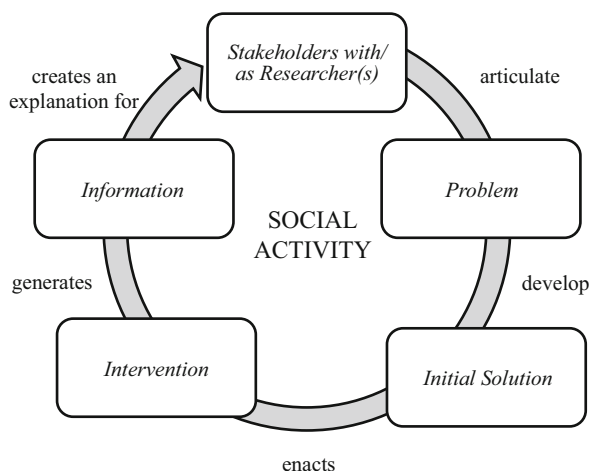 Stakeholders with/
as Researcher(s)
articulate
Problem
develop
Initial Solution
enacts
Intervention
generates
Information
creates an
explanation for
SOCIAL
ACTIVITY